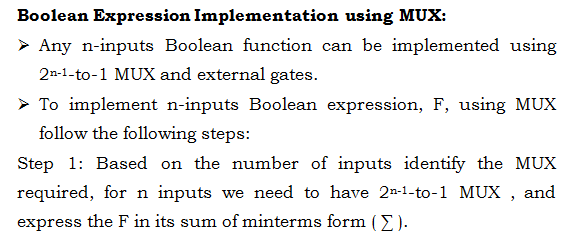 Boolean Expression Implementation using MUX:
➢ Any n-inputs Boolean function can be implemented using
2ⁿ⁻¹-to-1 MUX and external gates.
➢ To implement n-inputs Boolean expression, F, using MUX
follow the following steps:
Step 1: Based on the number of inputs identify the MUX
required, for n inputs we need to have 2ⁿ⁻¹-to-1 MUX , and
express the F in its sum of minterms form (∑).